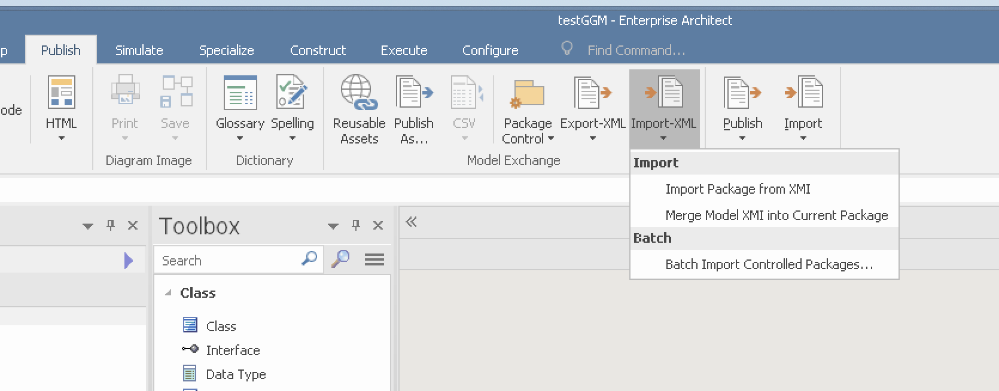 testGGM - Enterprise Architect
p Publish Simulate Specialize Construct Execute Configure Find Command...
ode HTML Print Save Glossary Spelling Reusable Assets Publish As... CSV Package Control Export-XML Import-XML Publish Import
Diagram Image Dictionary Model Exchange
Import
Import Package from XMI
Merge Model XMI into Current Package
Batch
Batch Import Controlled Packages...
Toolbox
Search
Class
Class
Interface
Data Type